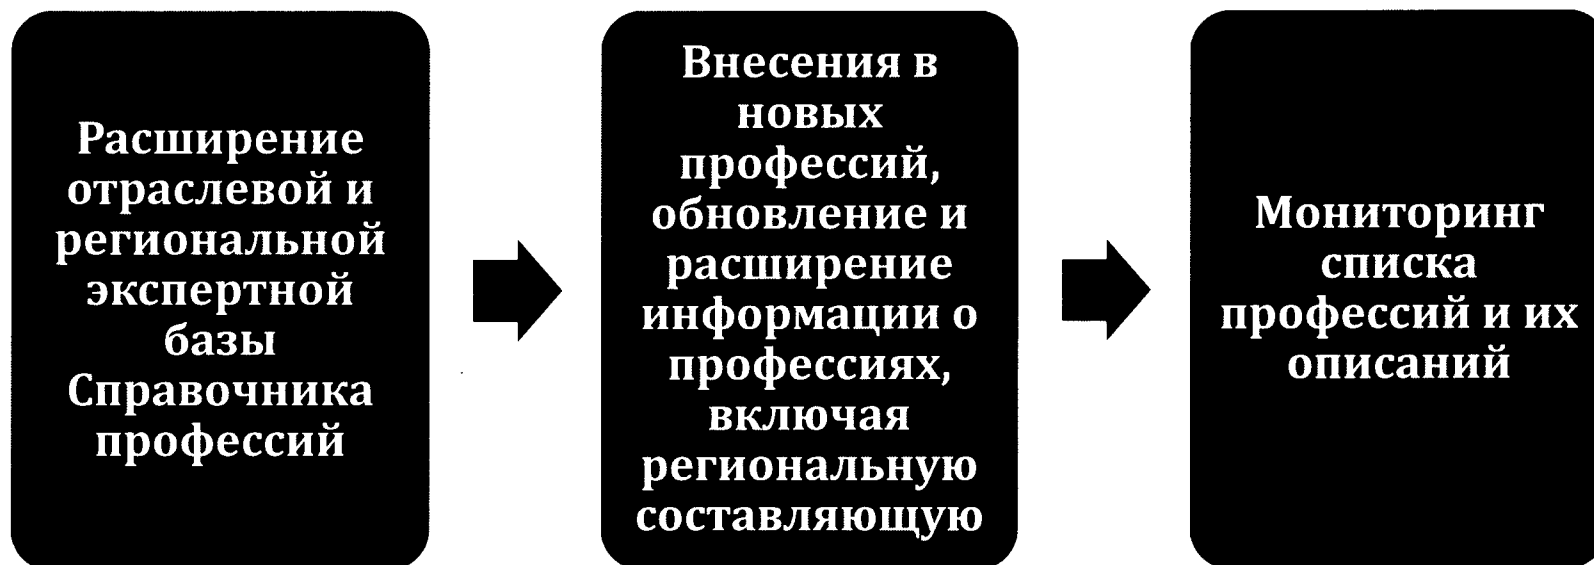 Расширение
отраслевой и
региональной
экспертной
базы
Справочника
профессий
Внесения в
новых
профессий,
обновление и
расширение
информации о
профессиях,
включая
региональную
составляющую
Мониторинг
списка
профессий и их
описаний